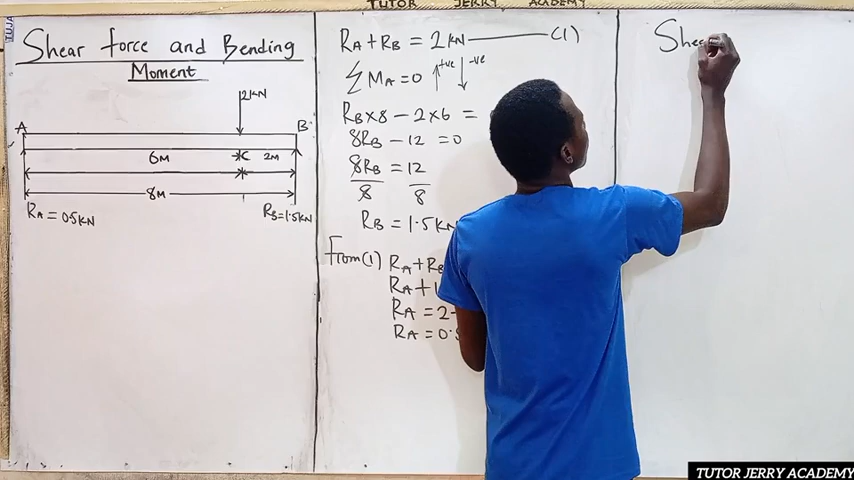 TUTOR JERRY ACADEMY
TUJA
Shear force and Bending
Moment
2kN
A
B
6M
C
2M
8M
RA = 0.5kN
RB=1.5kN
RA + RB = 2kN ——— (1)
∑MA = 0 ↑+ve ↓-ve
RB×8 − 2×6 =
8RB − 12 = 0
8RB = 12
8 8
RB = 1.5kN
From(1) RA + RB
RA +
RA = 2-
RA = 0.5
TUTOR JERRY ACADEMY